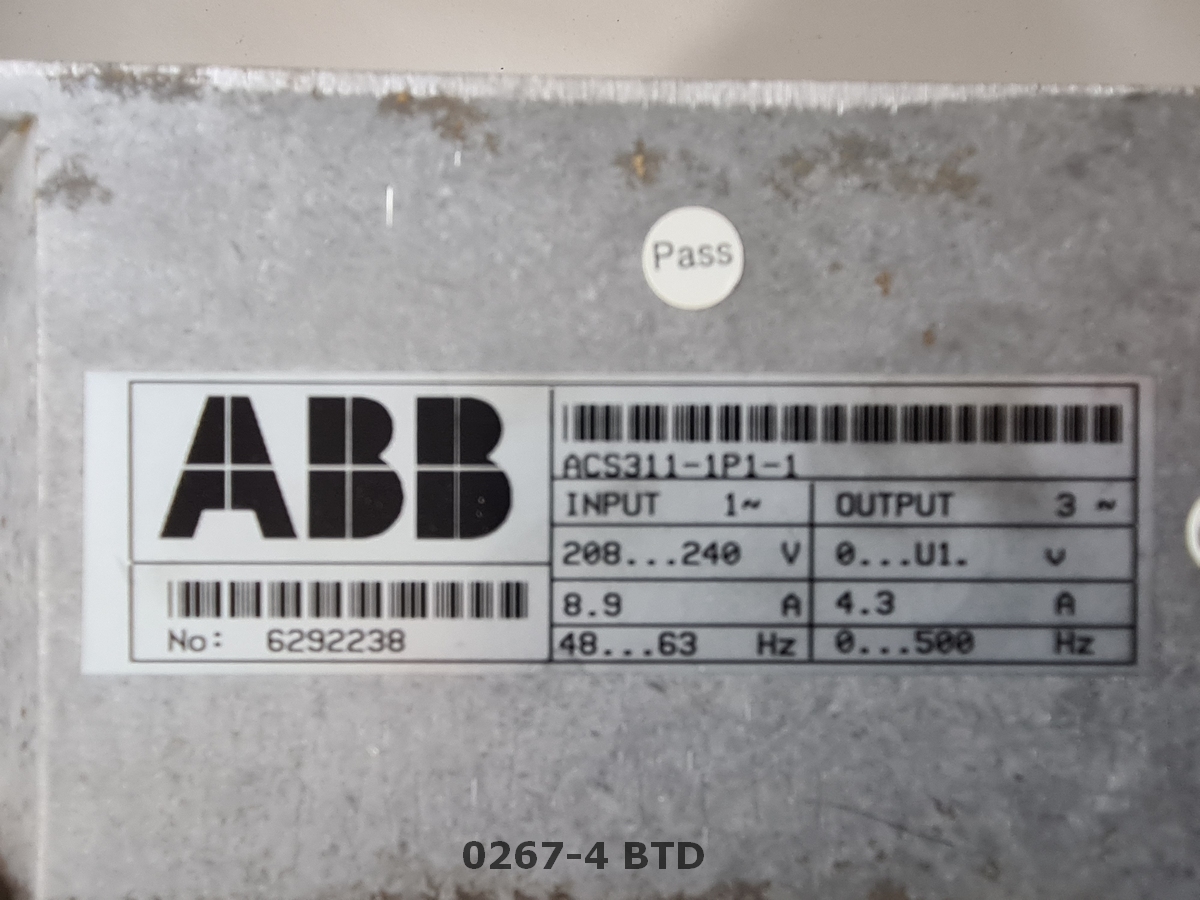 Pass
ABB
ACS311-1P1-1
INPUT 1~ OUTPUT 3 ~
208...240 V 0...U1. v
8.9 A 4.3 A
No: 6292238
48...63 Hz 0...500 Hz
0267-4 BTD